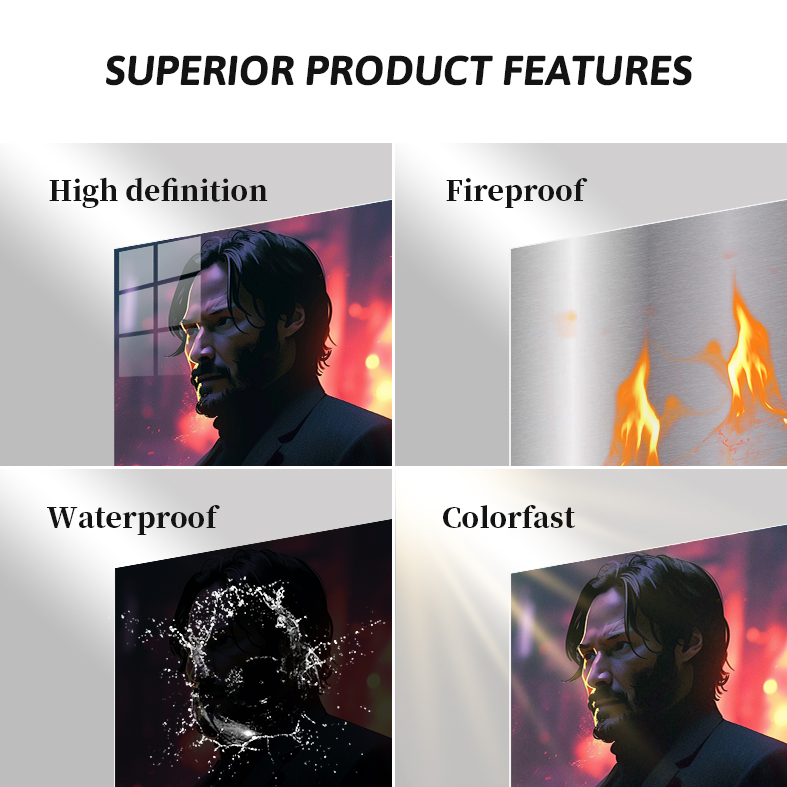 SUPERIOR PRODUCT FEATURES
High definition
Fireproof
Waterproof
Colorfast